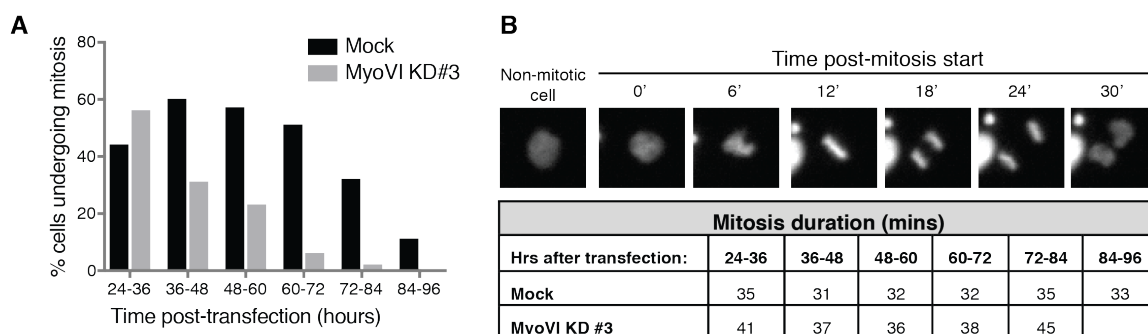 A
% cells undergoing mitosis
80
60
40
20
0
Mock
MyoVI KD#3
24-36 36-48 48-60 60-72 72-84 84-96
Time post-transfection (hours)
B
Time post-mitosis start
Non-mitotic
cell
0’ 6’ 12’ 18’ 24’ 30’
Mitosis duration (mins)
Hrs after transfection: 24-36 36-48 48-60 60-72 72-84 84-96
Mock 35 31 32 32 35 33
MyoVI KD #3 41 37 36 38 45